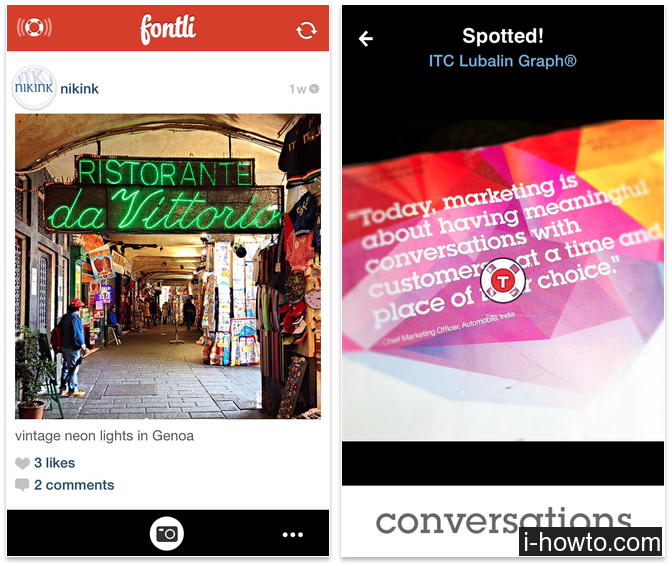 fontli
NiKiNK
nikink
1w
RISTORANTE
da Vittorio
vintage neon lights in Genoa
3 likes
2 comments
Spotted!
ITC Lubalin Graph®
"Today, marketing is
about having meaningful
conversations with
customers at a time and
place of choice."
- Chief Marketing Officer, Automobile, India
T
conversations
i-howto.com